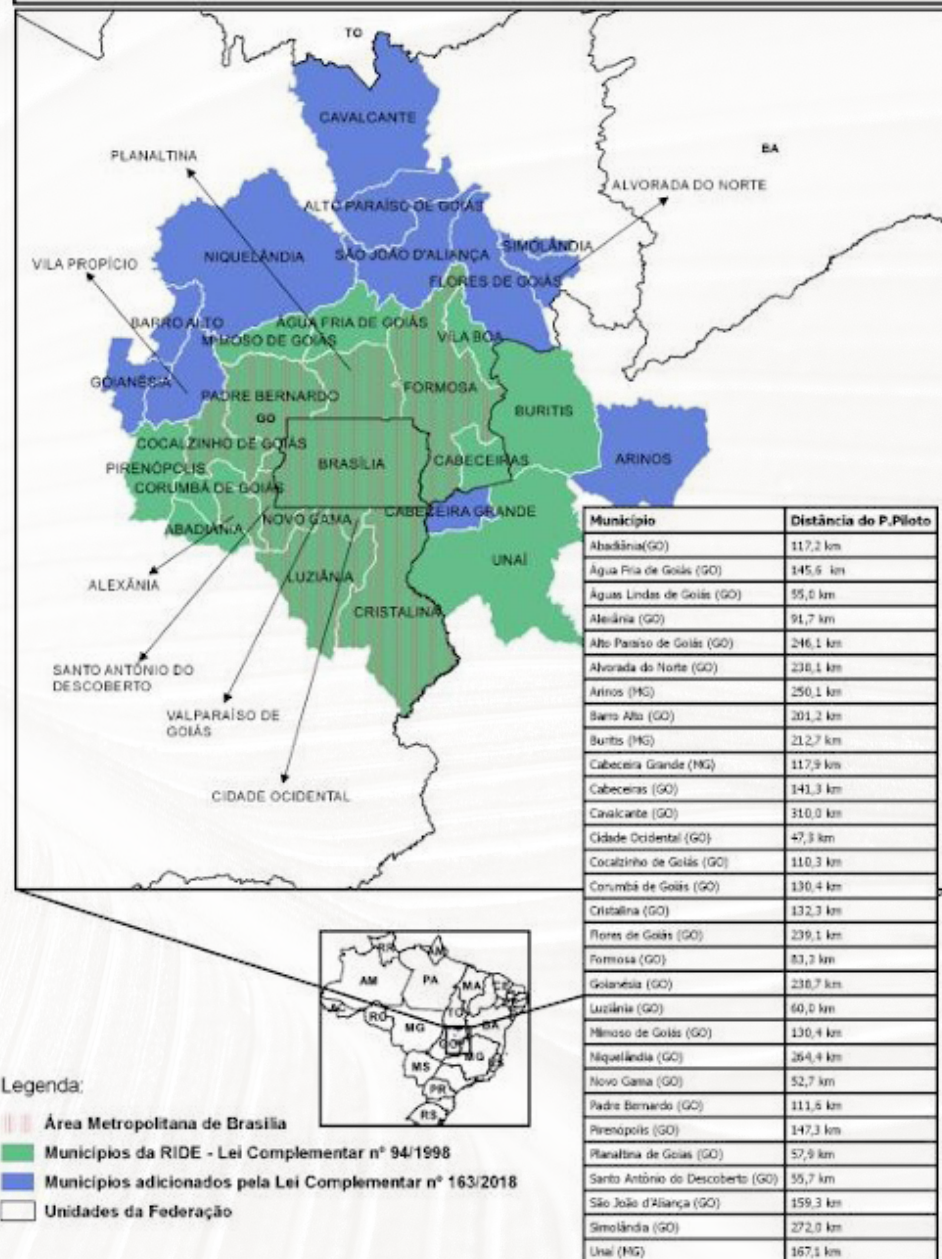 TO
CAVALCANTE
PLANALTINA
BA
ALVORADA DO NORTE
ALTO PARAÍSO DE GOIÁS
SIMOLÂNDIA
NIQUELÂNDIA
SÃO JOÃO D'ALIANÇA
VILA PROPÍCIO
FLORES DE GOIÁS
BARRO ALTO
ÁGUA FRIA DE GOIÁS
MIMOSO DE GOIÁS
VILA BOA
GOIANÉSIA
PADRE BERNARDO
FORMOSA
GO
BURITIS
COCALZINHO DE GOIÁS
BRASÍLIA
CABECEIRAS
ARINOS
PIRENÓPOLIS
CORUMBÁ DE GOIÁS
ABADIÂNIA
NOVO GAMA
CABECEIRA GRANDE
UNAÍ
ALEXÂNIA
LUZIÂNIA
CRISTALINA
SANTO ANTÔNIO DO
DESCOBERTO
VALPARAÍSO DE
GOIÁS
CIDADE OCIDENTAL
Município Distância do P.Piloto
Abadiânia(GO) 117,2 km
Água Fria de Goiás (GO) 145,6 km
Águas Lindas de Goiás (GO) 55,0 km
Alexânia (GO) 91,7 km
Alto Paraíso de Goiás (GO) 246,1 km
Alvorada do Norte (GO) 238,1 km
Arinos (MG) 250,1 km
Barro Alto (GO) 201,2 km
Buritis (MG) 212,7 km
Cabeceira Grande (MG) 117,9 km
Cabeceiras (GO) 141,3 km
Cavalcante (GO) 310,0 km
Cidade Ocidental (GO) 47,3 km
Cocalzinho de Goiás (GO) 110,3 km
Corumbá de Goiás (GO) 130,4 km
Cristalina (GO) 132,3 km
Flores de Goiás (GO) 239,1 km
Formosa (GO) 83,3 km
Goianésia (GO) 238,7 km
Luziânia (GO) 60,0 km
Mimoso de Goiás (GO) 130,4 km
Niquelândia (GO) 264,4 km
Novo Gama (GO) 52,7 km
Padre Bernardo (GO) 111,6 km
Pirenópolis (GO) 147,3 km
Planaltina de Goias (GO) 57,9 km
Santo Antônio do Descoberto (GO) 55,7 km
São João d'Aliança (GO) 159,3 km
Simolândia (GO) 272,0 km
Unaí (MG) 167,1 km
RR
AM
PA
MA
CE
TO
RO
MG
BA
GO
MG
ES
MS
PR
RS
Legenda:
Área Metropolitana de Brasília
Municípios da RIDE - Lei Complementar nº 94/1998
Municípios adicionados pela Lei Complementar nº 163/2018
Unidades da Federação